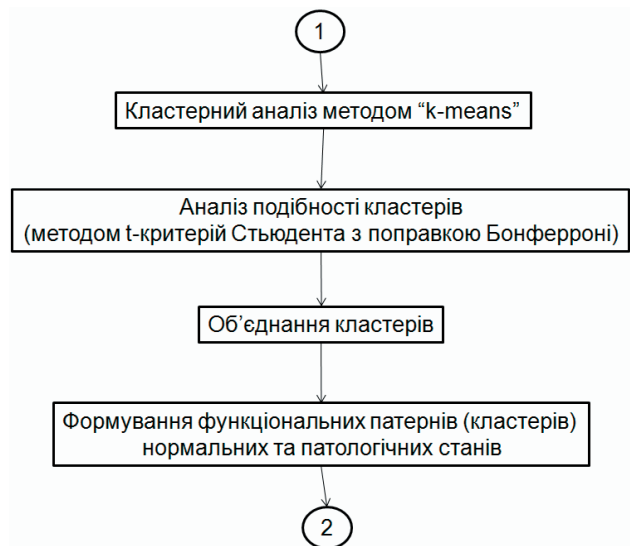 1
Кластерний аналіз методом “k-means”
Аналіз подібності кластерів
(методом t-критерій Стьюдента з поправкою Бонферроні)
Об’єднання кластерів
Формування функціональних патернів (кластерів)
нормальних та патологічних станів
2